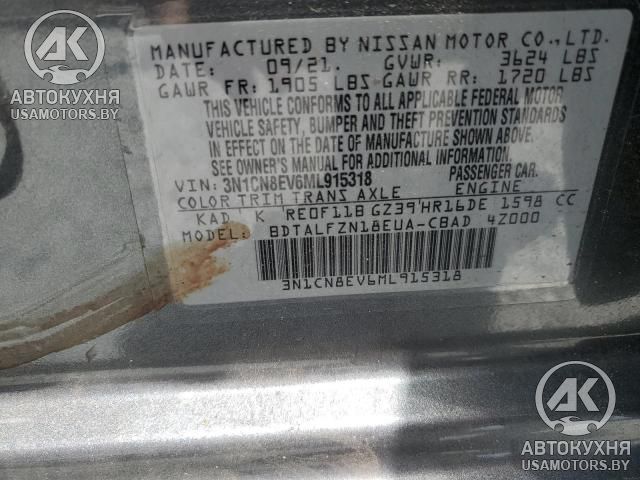 MANUFACTURED BY NISSAN MOTOR CO.,LTD.
DATE: 09/21. GVWR: 3624 LBS
GAWR FR: 1905 LBS GAWR RR: 1720 LBS
THIS VEHICLE CONFORMS TO ALL APPLICABLE FEDERAL MOTOR
VEHICLE SAFETY, BUMPER AND THEFT PREVENTION STANDARDS
IN EFFECT ON THE DATE OF MANUFACTURE SHOWN ABOVE.
SEE OWNER'S MANUAL FOR ADDITIONAL INFORMATION.
VIN: 3N1CN8EV6ML915318 PASSENGER CAR.
COLOR TRIM TRANS AXLE ENGINE
KAD K RE0F11B GZ39 HR16DE 1598 CC
MODEL: BDTALFZN18EUA-CBAD 4Z000
3N1CN8EV6ML915318
АК
АВТОКУХНЯ
USAMOTORS.BY
АК
АВТОКУХНЯ
USAMOTORS.BY